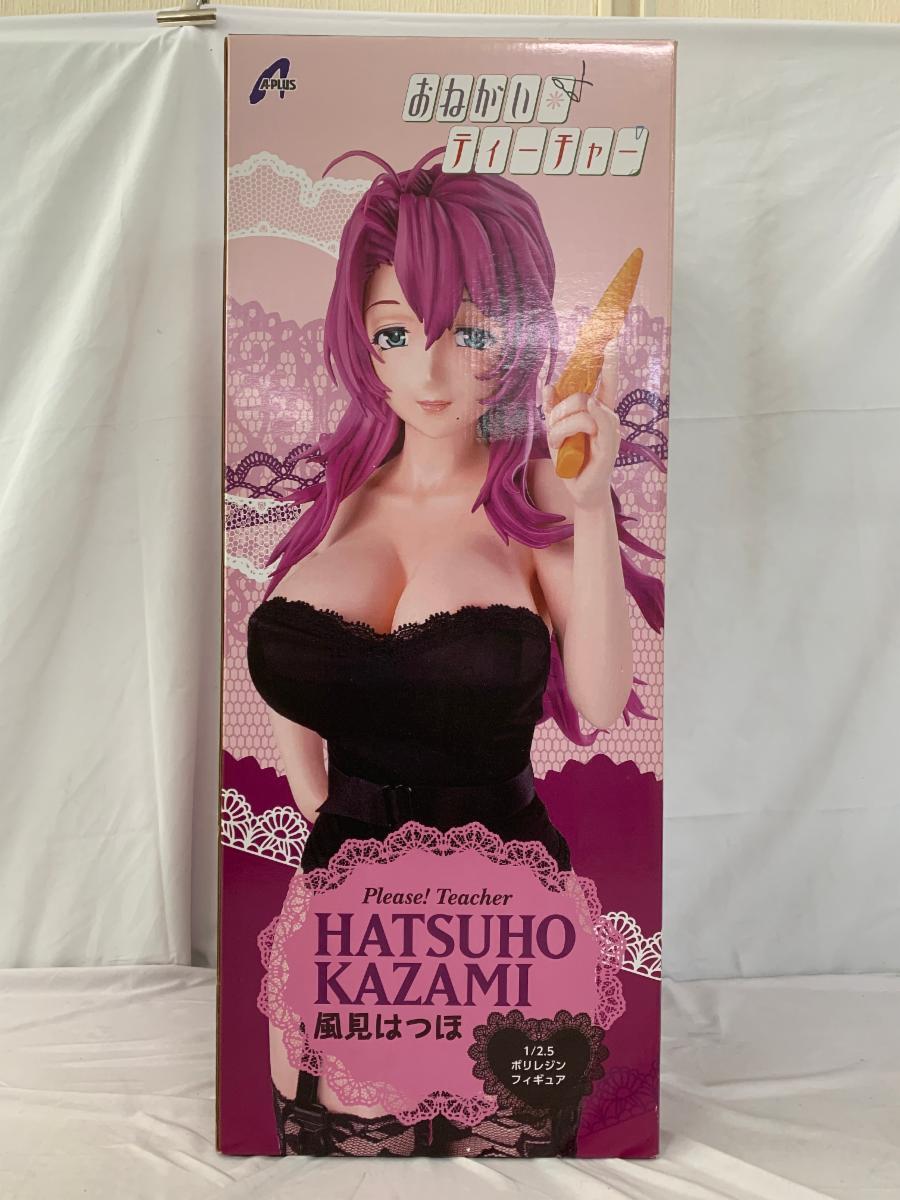 A-PLUS
おねがい*
ティーチャー
Please! Teacher
HATSUHO
KAZAMI
風見はつほ
1/2.5
ポリレジン
フィギュア